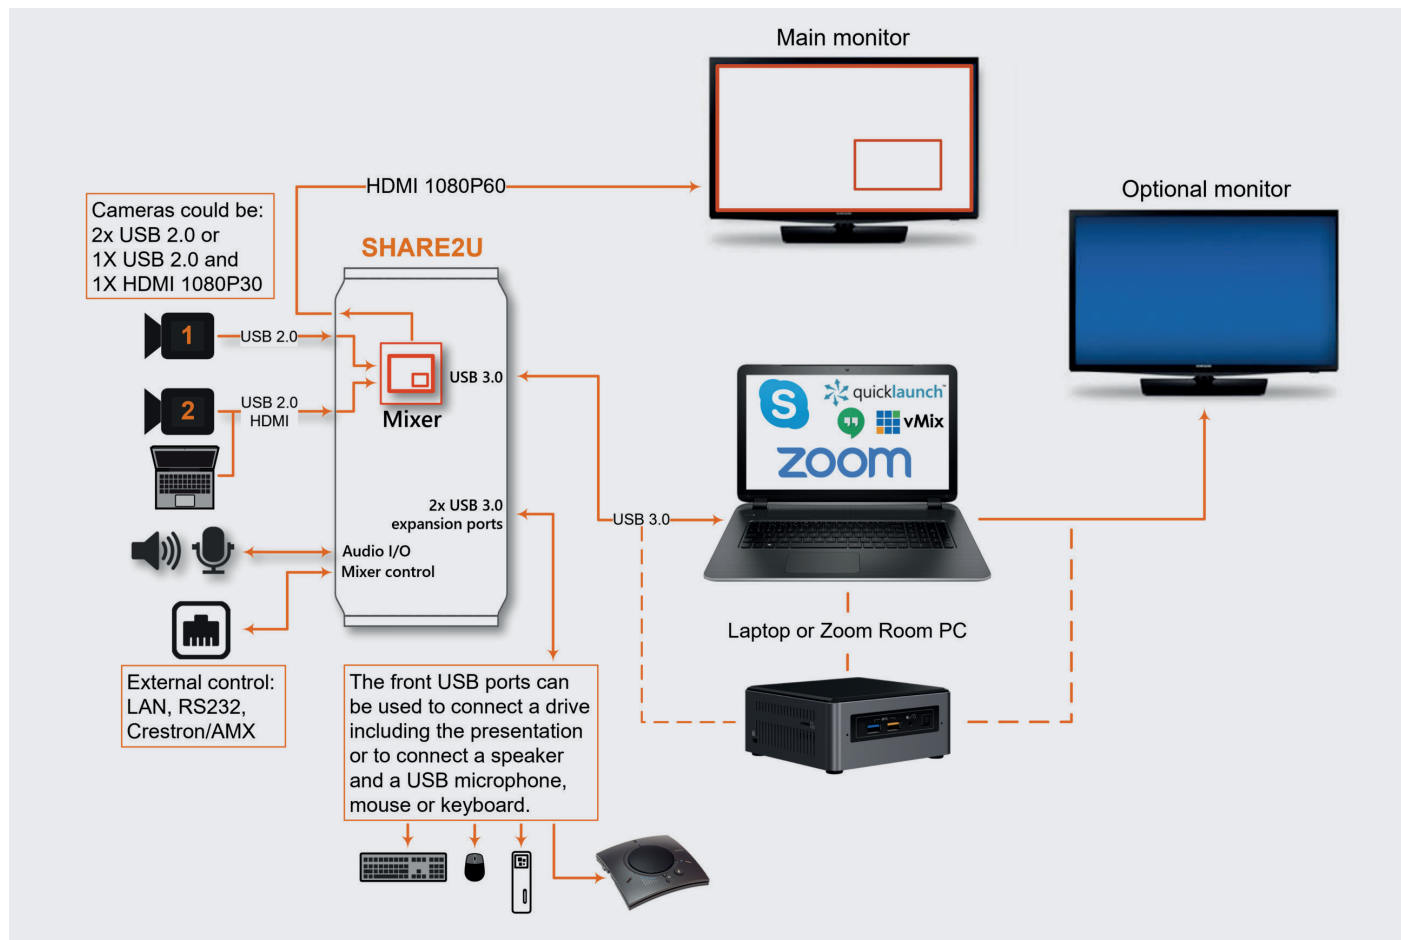 Main monitor
HDMI 1080P60
Optional monitor
Cameras could be:
2x USB 2.0 or
1X USB 2.0 and
1X HDMI 1080P30
SHARE2U
1
USB 2.0
2
USB 2.0
HDMI
Mixer
USB 3.0
quicklaunch
vMix
zoom
S
2x USB 3.0
expansion ports
USB 3.0
Audio I/O
Mixer control
Laptop or Zoom Room PC
External control:
LAN, RS232,
Crestron/AMX
The front USB ports can
be used to connect a drive
including the presentation
or to connect a speaker
and a USB microphone,
mouse or keyboard.